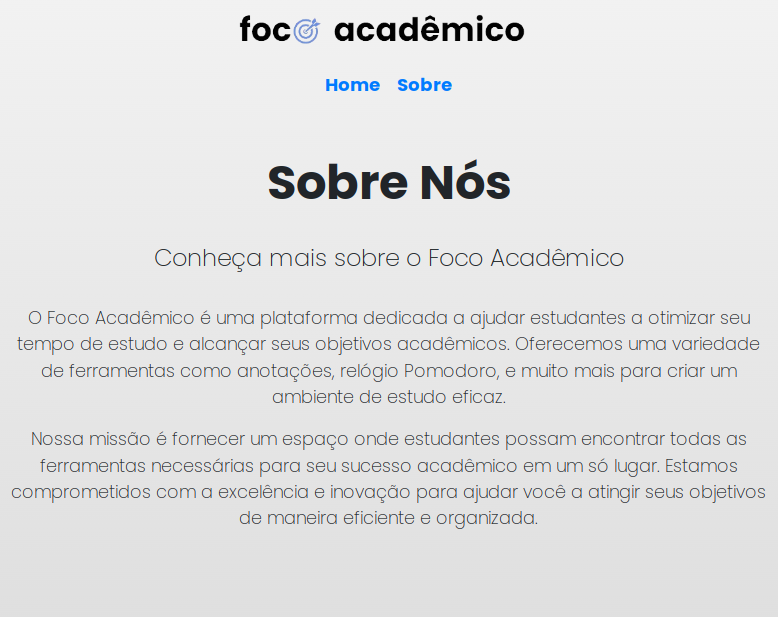 foco acadêmico
Home Sobre
Sobre Nós
Conheça mais sobre o Foco Acadêmico
O Foco Acadêmico é uma plataforma dedicada a ajudar estudantes a otimizar seu
tempo de estudo e alcançar seus objetivos acadêmicos. Oferecemos uma variedade
de ferramentas como anotações, relógio Pomodoro, e muito mais para criar um
ambiente de estudo eficaz.
Nossa missão é fornecer um espaço onde estudantes possam encontrar todas as
ferramentas necessárias para seu sucesso acadêmico em um só lugar. Estamos
comprometidos com a excelência e inovação para ajudar você a atingir seus objetivos
de maneira eficiente e organizada.